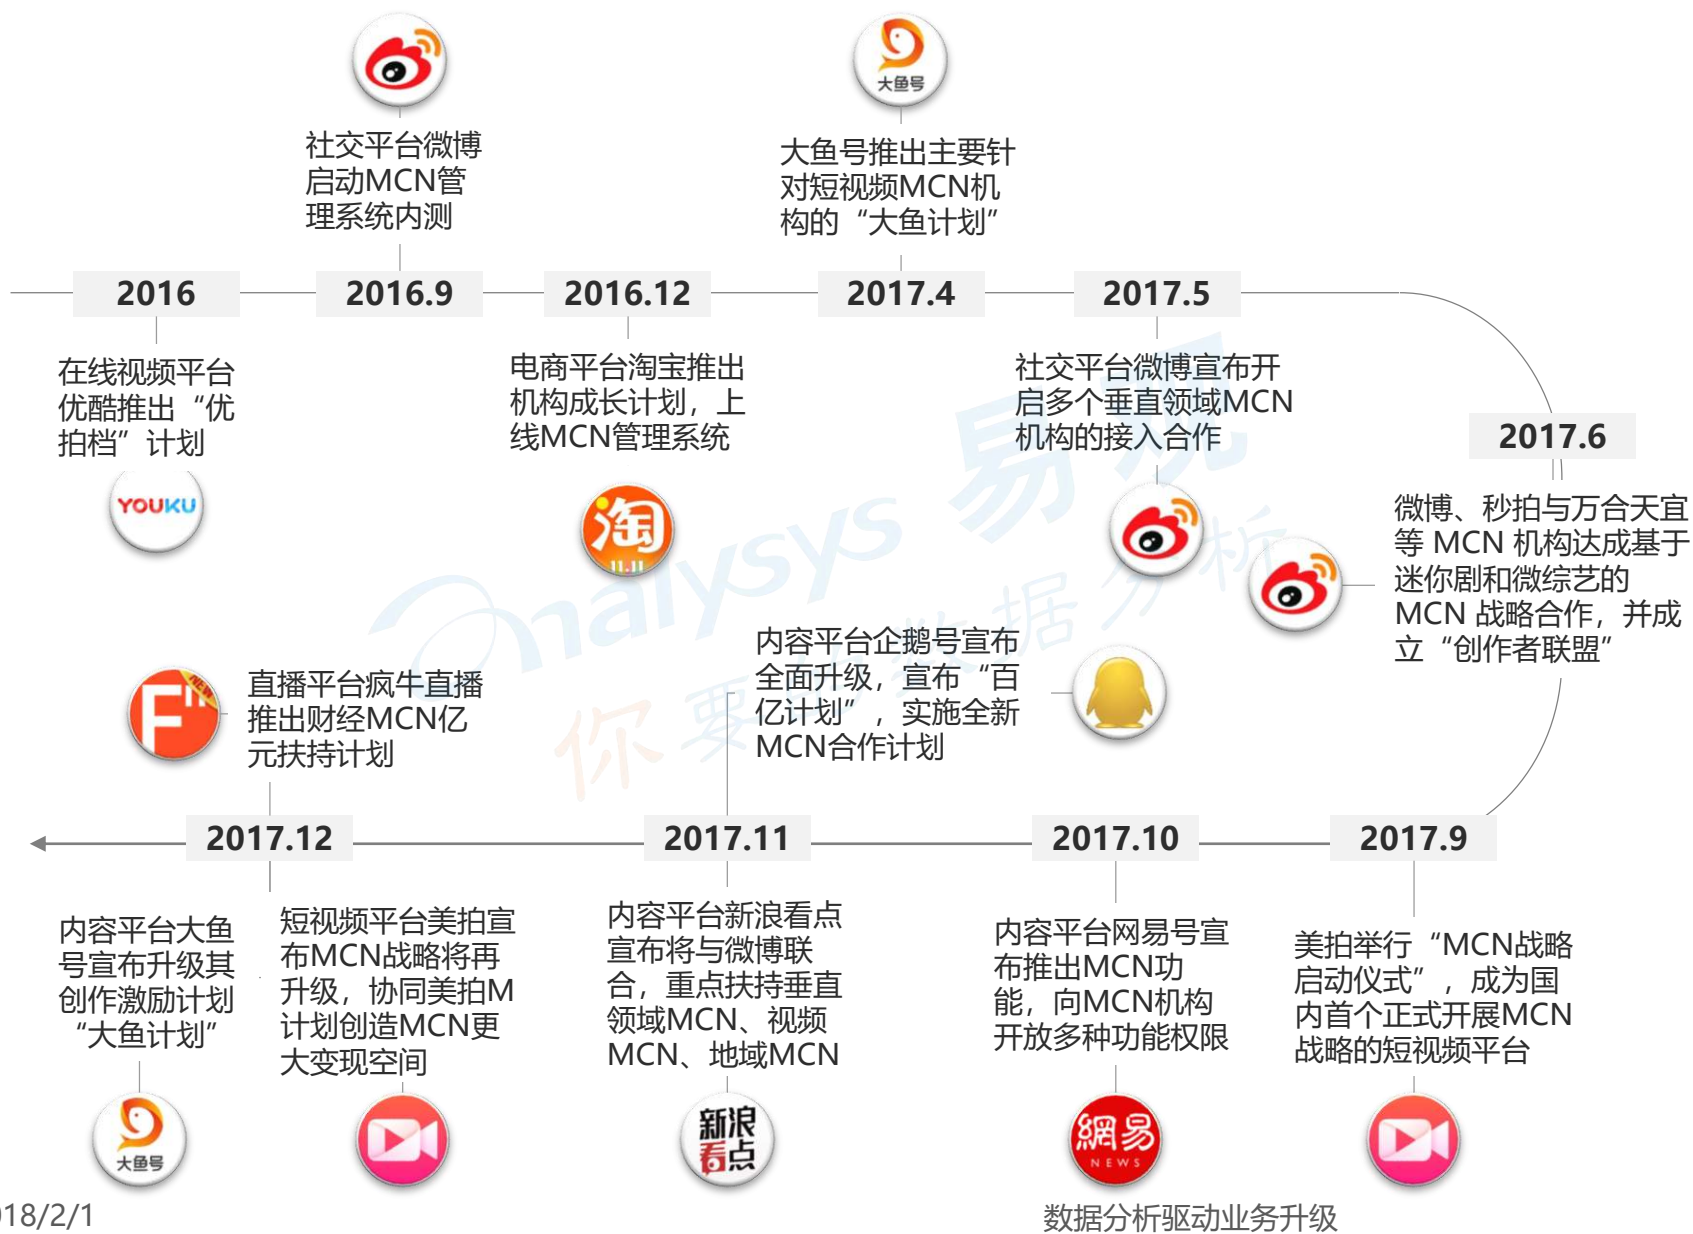 大鱼号
社交平台微博
启动MCN管
理系统内测
大鱼号推出主要针
对短视频MCN机
构的“大鱼计划”
2016
2016.9
2016.12
2017.4
2017.5
在线视频平台
优酷推出“优
拍档”计划
YOUKU
电商平台淘宝推出
机构成长计划，上
线MCN管理系统
淘
11.11
社交平台微博宣布开
启多个垂直领域MCN
机构的接入合作
2017.6
微博、秒拍与万合天宜
等 MCN 机构达成基于
迷你剧和微综艺的
MCN 战略合作，并成
立“创作者联盟”
analysys 易观
你要的数据分析
NEW
直播平台疯牛直播
推出财经MCN亿
元扶持计划
内容平台企鹅号宣布
全面升级，宣布“百
亿计划”，实施全新
MCN合作计划
2017.12
2017.11
2017.10
2017.9
内容平台大鱼
号宣布升级其
创作激励计划
“大鱼计划”
大鱼号
短视频平台美拍宣
布MCN战略将再
升级，协同美拍M
计划创造MCN更
大变现空间
内容平台新浪看点
宣布将与微博联
合，重点扶持垂直
领域MCN、视频
MCN、地域MCN
新浪
看点
内容平台网易号宣
布推出MCN功
能，向MCN机构
开放多种功能权限
網易
NEWS
美拍举行“MCN战略
启动仪式”，成为国
内首个正式开展MCN
战略的短视频平台
18/2/1
数据分析驱动业务升级